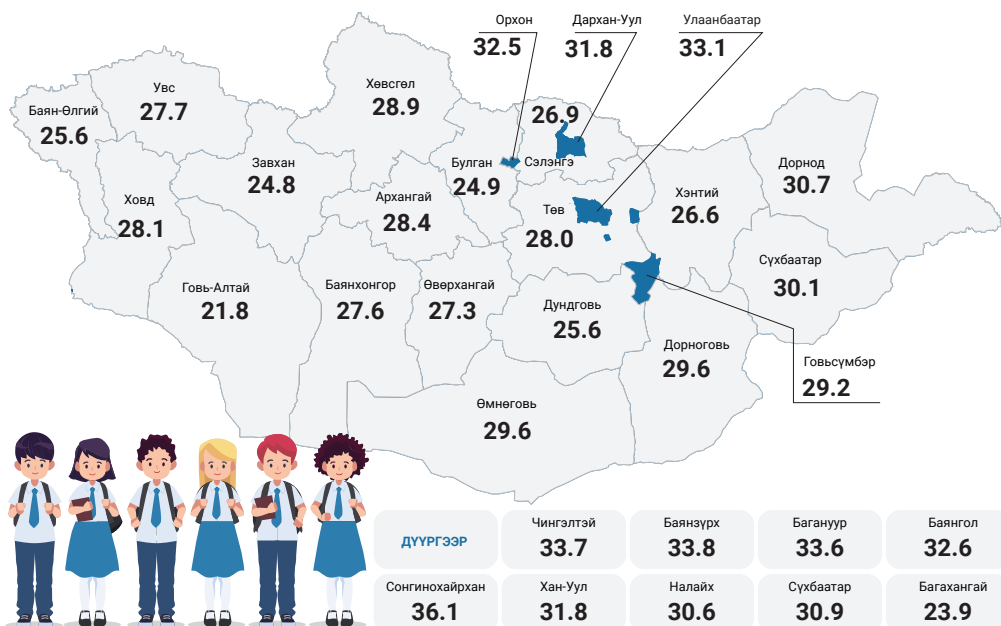 Орхон
32.5
Дархан-Уул
31.8
Улаанбаатар
33.1
Увс
27.7
Хөвсгөл
28.9
Баян-Өлгий
25.6
26.9
Сэлэнгэ
Завхан
24.8
Булган
24.9
Дорнод
30.7
Ховд
28.1
Архангай
28.4
Төв
28.0
Хэнтий
26.6
Сүхбаатар
30.1
Говь-Алтай
21.8
Баянхонгор
27.6
Өвөрхангай
27.3
Дундговь
25.6
Дорноговь
29.6
Говьсүмбэр
29.2
Өмнөговь
29.6
ДҮҮРГЭЭР
Чингэлтэй
33.7
Баянзүрх
33.8
Багануур
33.6
Баянгол
32.6
Сонгинохайрхан
36.1
Хан-Уул
31.8
Налайх
30.6
Сүхбаатар
30.9
Багахангай
23.9